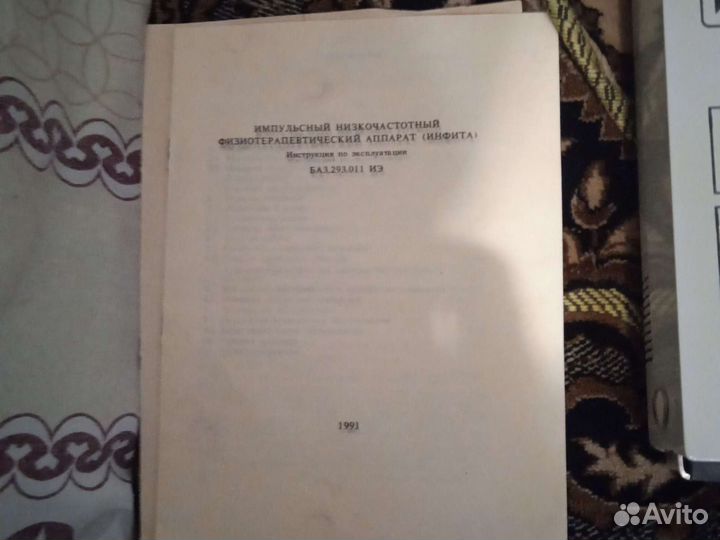 ИМПУЛЬСНЫЙ НИЗКОЧАСТОТНЫЙ
ФИЗИОТЕРАПЕВТИЧЕСКИЙ АППАРАТ (ИНФИТА)
Инструкция по эксплуатации
БА3.293.011 ИЭ
1991
Avito